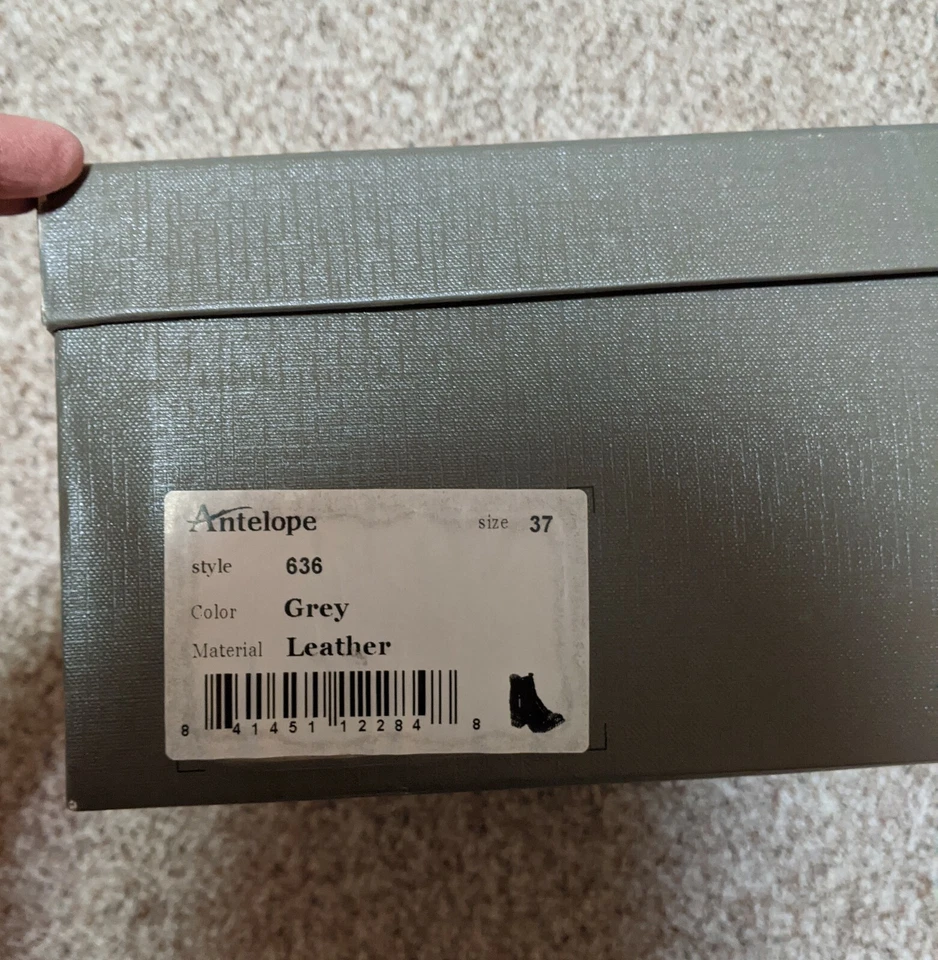 Antelope size 37
style 636
Color Grey
Material Leather
8 41451 12284 8